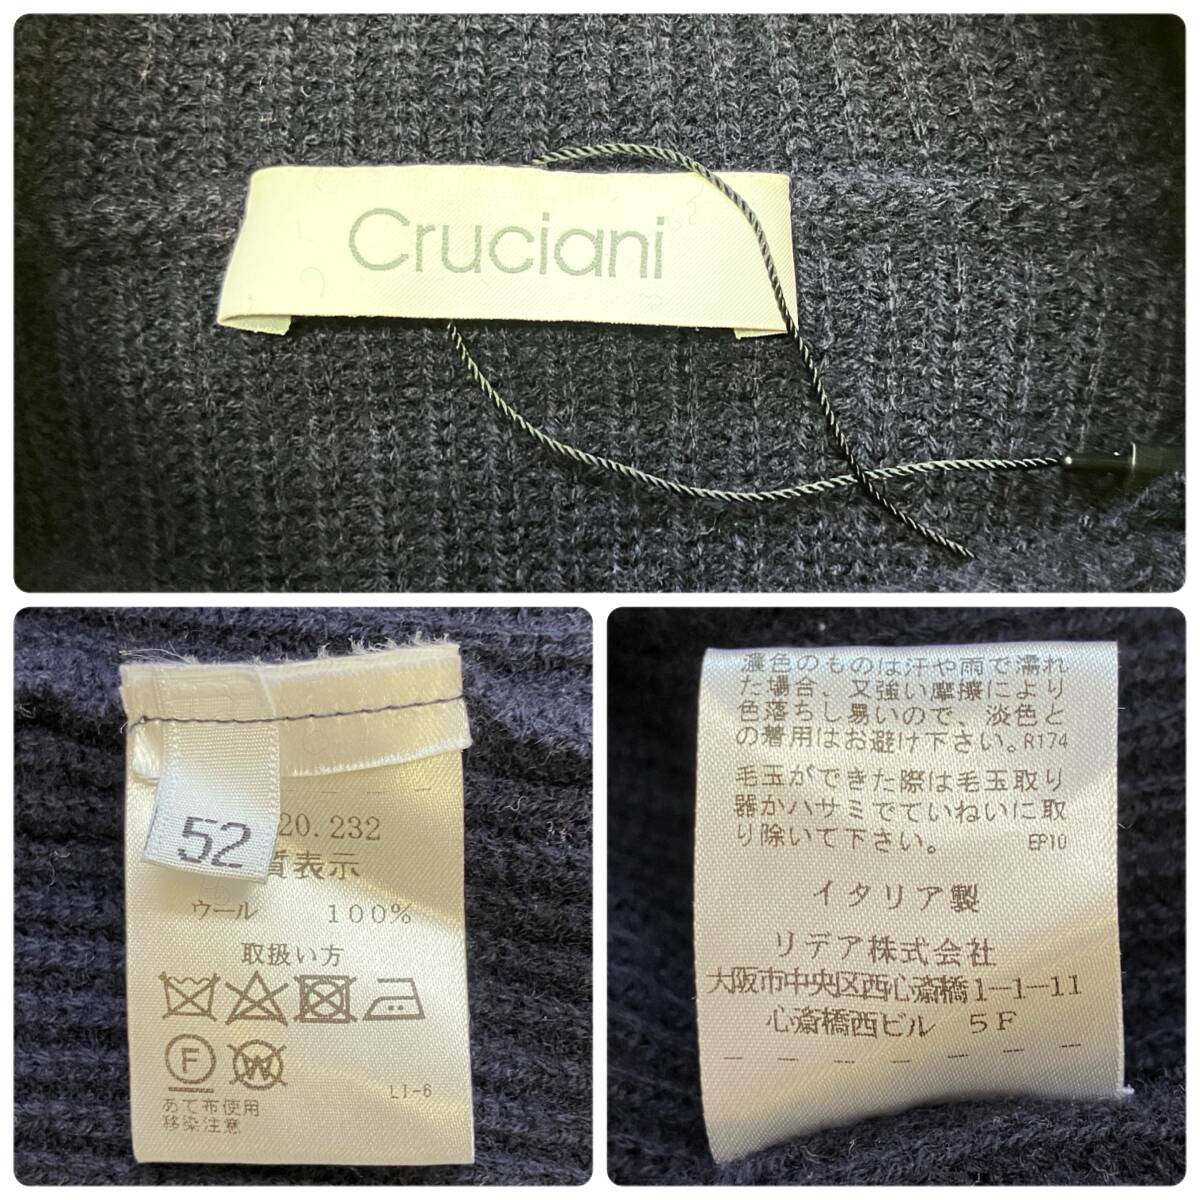 Cruciani
52
20.232
質表示
ウール 100%
取扱い方
F W
L1-6
あて布使用
移染注意
濃色のものは汗や雨で濡れ
た場合、又強い摩擦により
色落ちし易いので、淡色と
の着用はお避け下さい。R174
毛玉ができた際は毛玉取り
器かハサミでていねいに取
り除いて下さい。 EP10
イタリア製
リデア株式会社
大阪市中央区西心斎橋1-1-11
心斎橋西ビル 5F